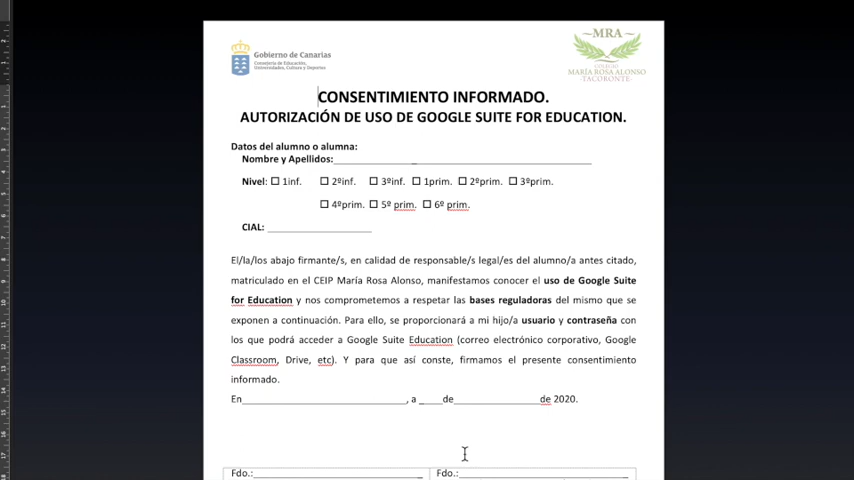 Gobierno de Canarias
Consejería de Educación,
Universidades, Cultura y Deportes
~MRA~
COLEGIO
MARÍA ROSA ALONSO
-TACORONTE-
CONSENTIMIENTO INFORMADO.
AUTORIZACIÓN DE USO DE GOOGLE SUITE FOR EDUCATION.
Datos del alumno o alumna:
Nombre y Apellidos:
Nivel: ☐ 1inf. ☐ 2ºinf. ☐ 3ºinf. ☐ 1prim. ☐ 2ºprim. ☐ 3ºprim.
☐ 4ºprim. ☐ 5º prim. ☐ 6º prim.
CIAL:
El/la/los abajo firmante/s, en calidad de responsable/s legal/es del alumno/a antes citado,
matriculado en el CEIP María Rosa Alonso, manifestamos conocer el uso de Google Suite
for Education y nos comprometemos a respetar las bases reguladoras del mismo que se
exponen a continuación. Para ello, se proporcionará a mi hijo/a usuario y contraseña con
los que podrá acceder a Google Suite Education (correo electrónico corporativo, Google
Classroom, Drive, etc). Y para que así conste, firmamos el presente consentimiento
informado.
En____________________, a ____de________________de 2020.
Fdo.:____________________ Fdo.:____________________